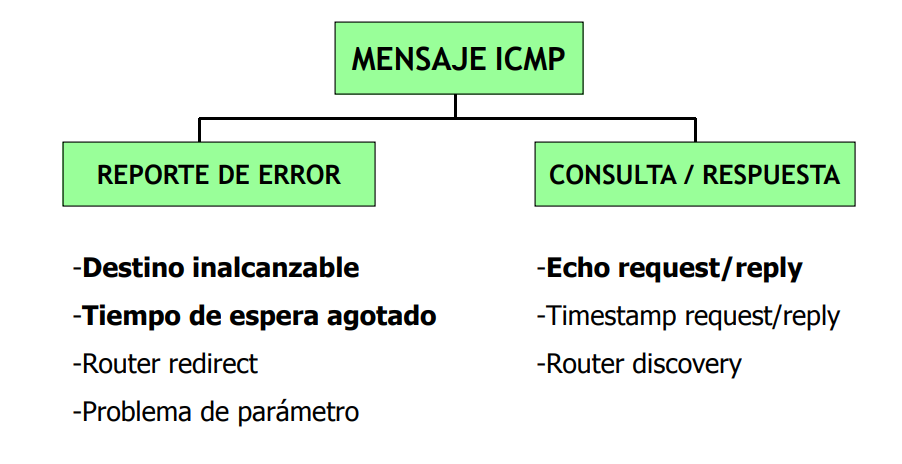 MENSAJE ICMP
REPORTE DE ERROR
-Destino inalcanzable
-Tiempo de espera agotado
-Router redirect
-Problema de parámetro
CONSULTA / RESPUESTA
-Echo request/reply
-Timestamp request/reply
-Router discovery